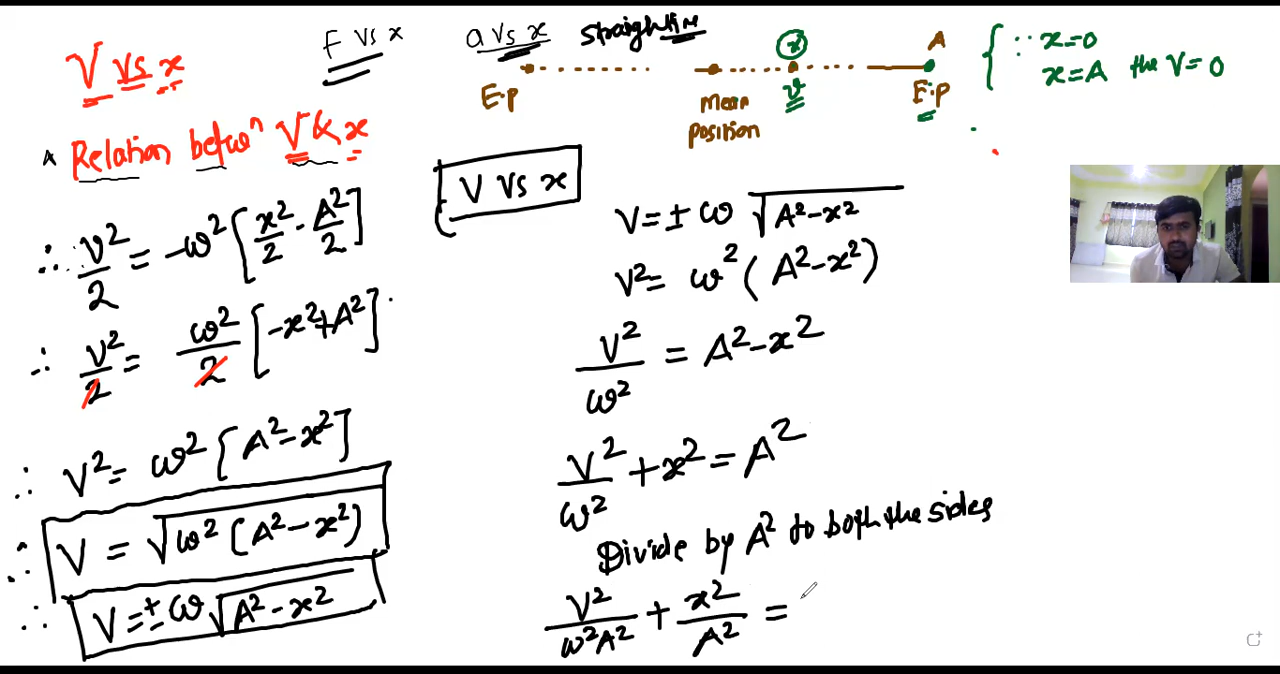 V vs x
F vs x
a vs x straightline
x
A
E.p
mean
position
v
E.p
{ ∵ x=0
x=A the V=0
* Relation betwⁿ V & x
V Vs x
∴ v²/2 = -ω² [x²/2 - A²/2]
∴ v²/2 = ω²/2 [-x²+A²]
∴ V² = ω² [A²-x²]
∴ V = √ω² (A²-x²)
∴ V = ± ω √A²-x²
V = ± ω √A²-x²
V² = ω² (A²-x²)
V²/ω² = A²-x²
V²/ω² + x² = A²
Divide by A² to both the sides
V²/ω²A² + x²/A² =